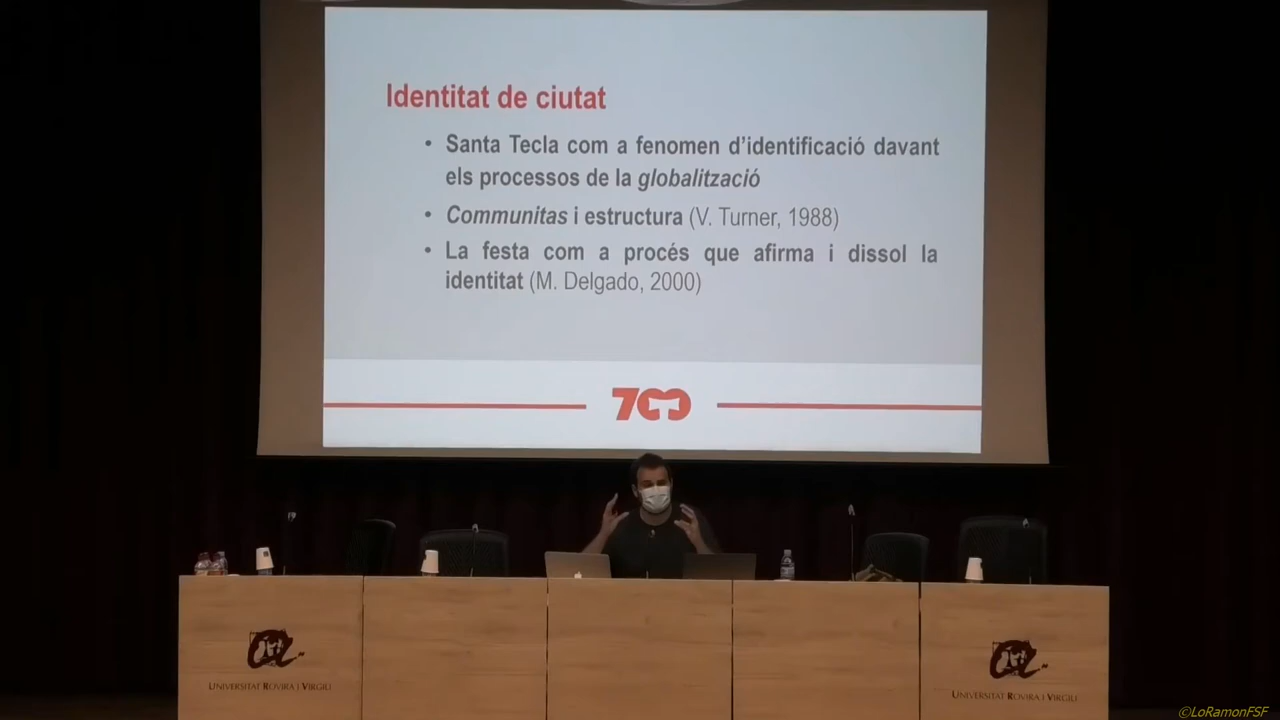 Identitat de ciutat
• Santa Tecla com a fenomen d'identificació davant
els processos de la globalització
• Communitas i estructura (V. Turner, 1988)
• La festa com a procés que afirma i dissol la
identitat (M. Delgado, 2000)
700
UNIVERSITAT ROVIRA I VIRGILI
UNIVERSITAT ROVIRA I VIRGILI
©LoRamonFSF